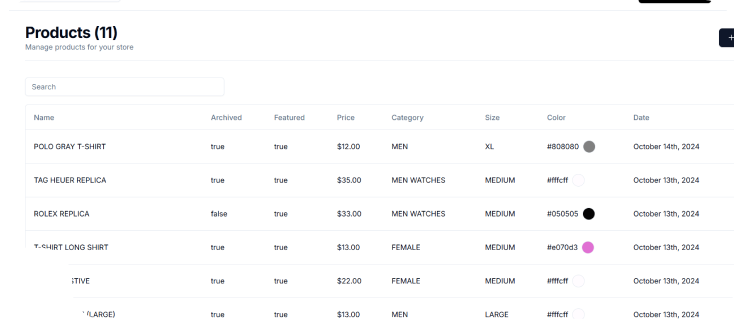 Products (11)
Manage products for your store
+
Search
Name Archived Featured Price Category Size Color Date
POLO GRAY T-SHIRT true true $12.00 MEN XL #808080 October 14th, 2024
TAG HEUER REPLICA true true $35.00 MEN WATCHES MEDIUM #fffcff October 13th, 2024
ROLEX REPLICA false true $33.00 MEN WATCHES MEDIUM #050505 October 13th, 2024
T-SHIRT LONG SHIRT true true $13.00 FEMALE MEDIUM #e070d3 October 13th, 2024
true true $22.00 FEMALE MEDIUM #fffcff October 13th, 2024
(LARGE) true true $13.00 MEN LARGE #fffcff October 13th, 2024